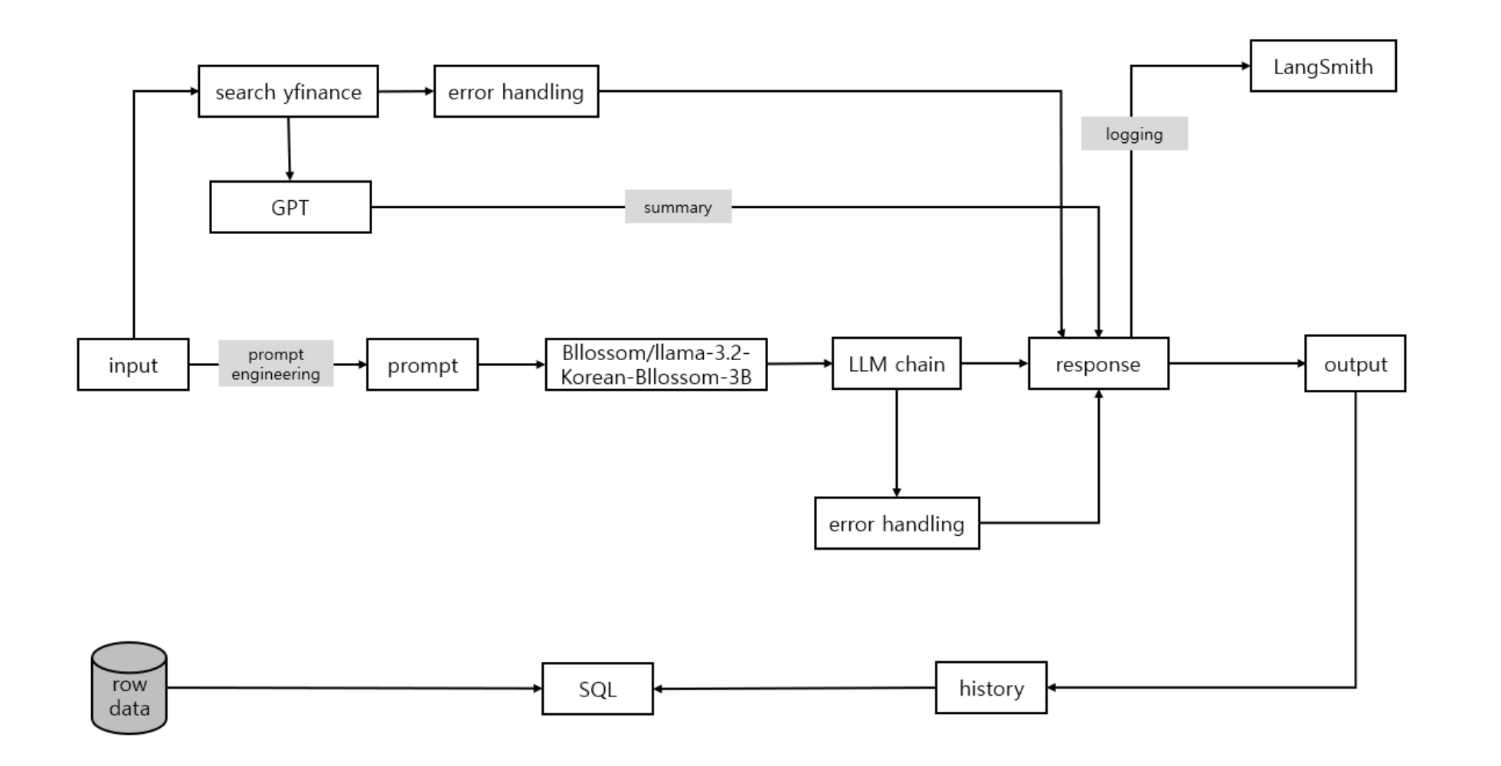 LangSmith
search yfinance
error handling
logging
GPT
summary
input
prompt
engineering
prompt
Bllossom/llama-3.2-
Korean-Bllossom-3B
LLM chain
response
output
error handling
row
data
SQL
history